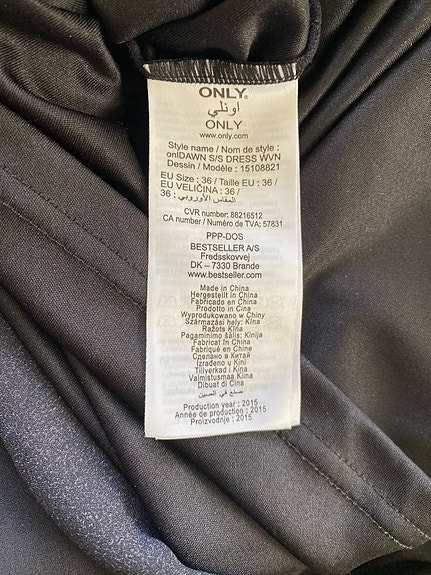 ONLY®
اونلي
ONLY
www.only.com
Style name / Nom de style :
onlDAWN S/S DRESS WVN
Dessin / Modèle : 15108821
EU Size : 36 / Taille EU : 36 /
EU VELIČINA : 36 /
المقاس الأوروبي : 36
CVR number: 88216512
CA number / Numéro de TVA: 57831
PPP-DOS
BESTSELLER A/S
Fredsskovvej
DK – 7330 Brande
www.bestseller.com
Made in China
Hergestellt in China
Fabricado en China
Prodotto in Cina
Wyprodukowano w Chiny
Származási hely: Kína
Ražots Ķīna
Pagaminimo šalis: Kinija
Fabricat în China
Fabriqué en Chine
Сделано в Китай
Izrađeno u Kini
Tillverkad i Kina
Valmistusmaa Kiina
Dibuat di Cina
صنع في الصين
Production year : 2015
Année de production : 2015
Proizvodnje : 2015